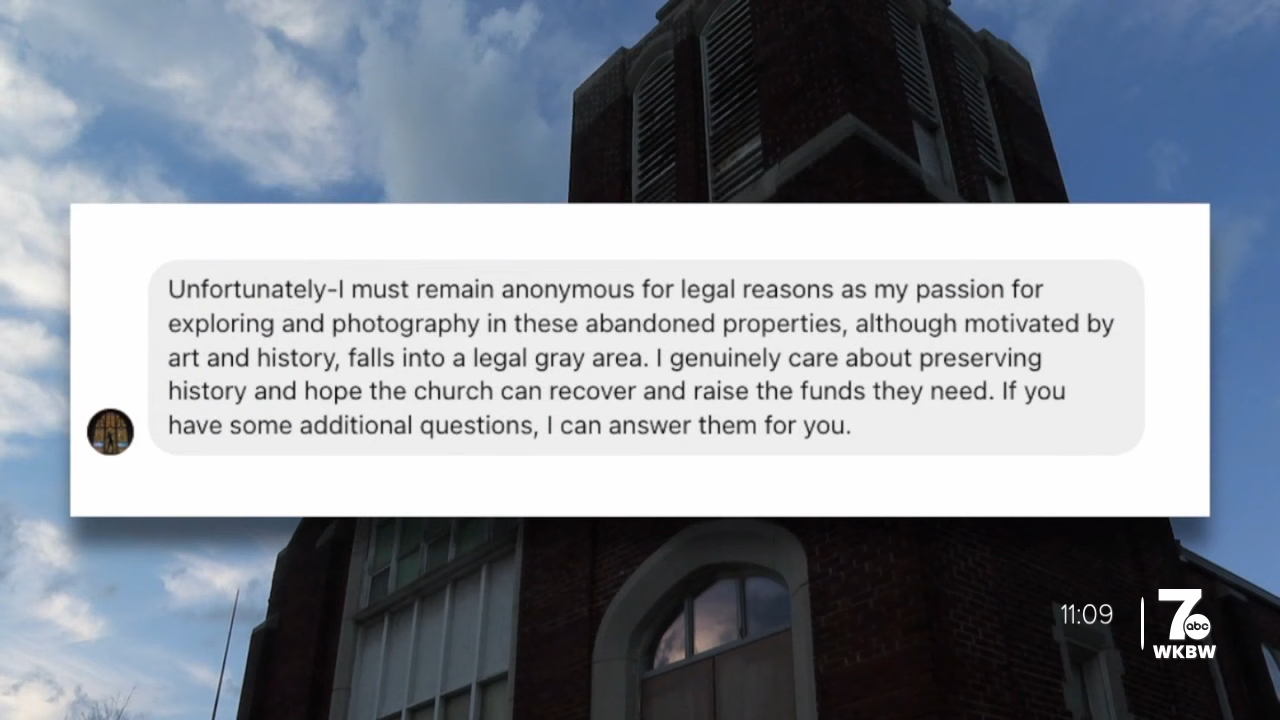 Unfortunately-I must remain anonymous for legal reasons as my passion for
exploring and photography in these abandoned properties, although motivated by
art and history, falls into a legal gray area. I genuinely care about preserving
history and hope the church can recover and raise the funds they need. If you
have some additional questions, I can answer them for you.
11:09
7
abc
WKBW